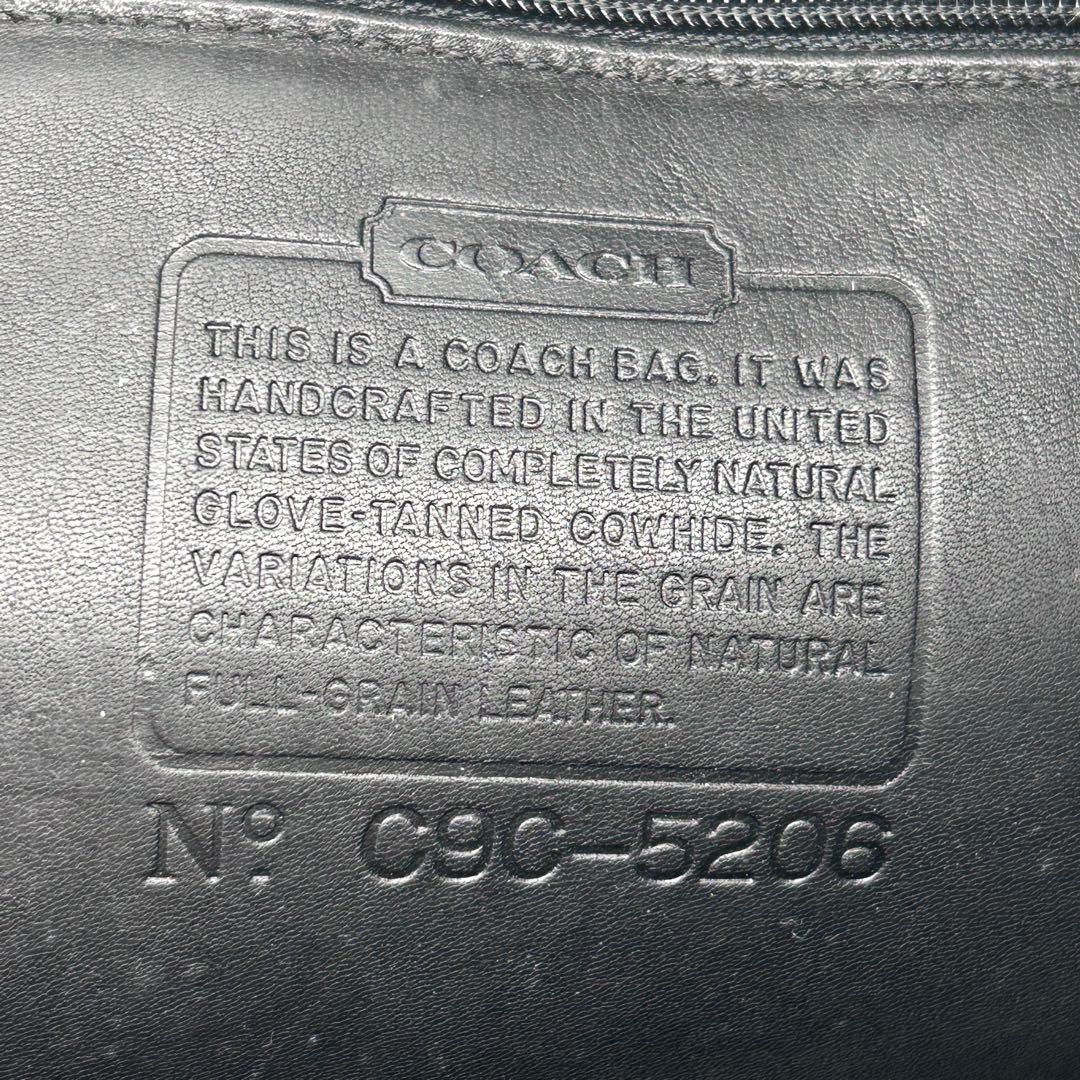 COACH
THIS IS A COACH BAG. IT WAS
HANDCRAFTED IN THE UNITED
STATES OF COMPLETELY NATURAL
GLOVE-TANNED COWHIDE. THE
VARIATIONS IN THE GRAIN ARE
CHARACTERISTIC OF NATURAL
FULL-GRAIN LEATHER.
Nº C9C-5206